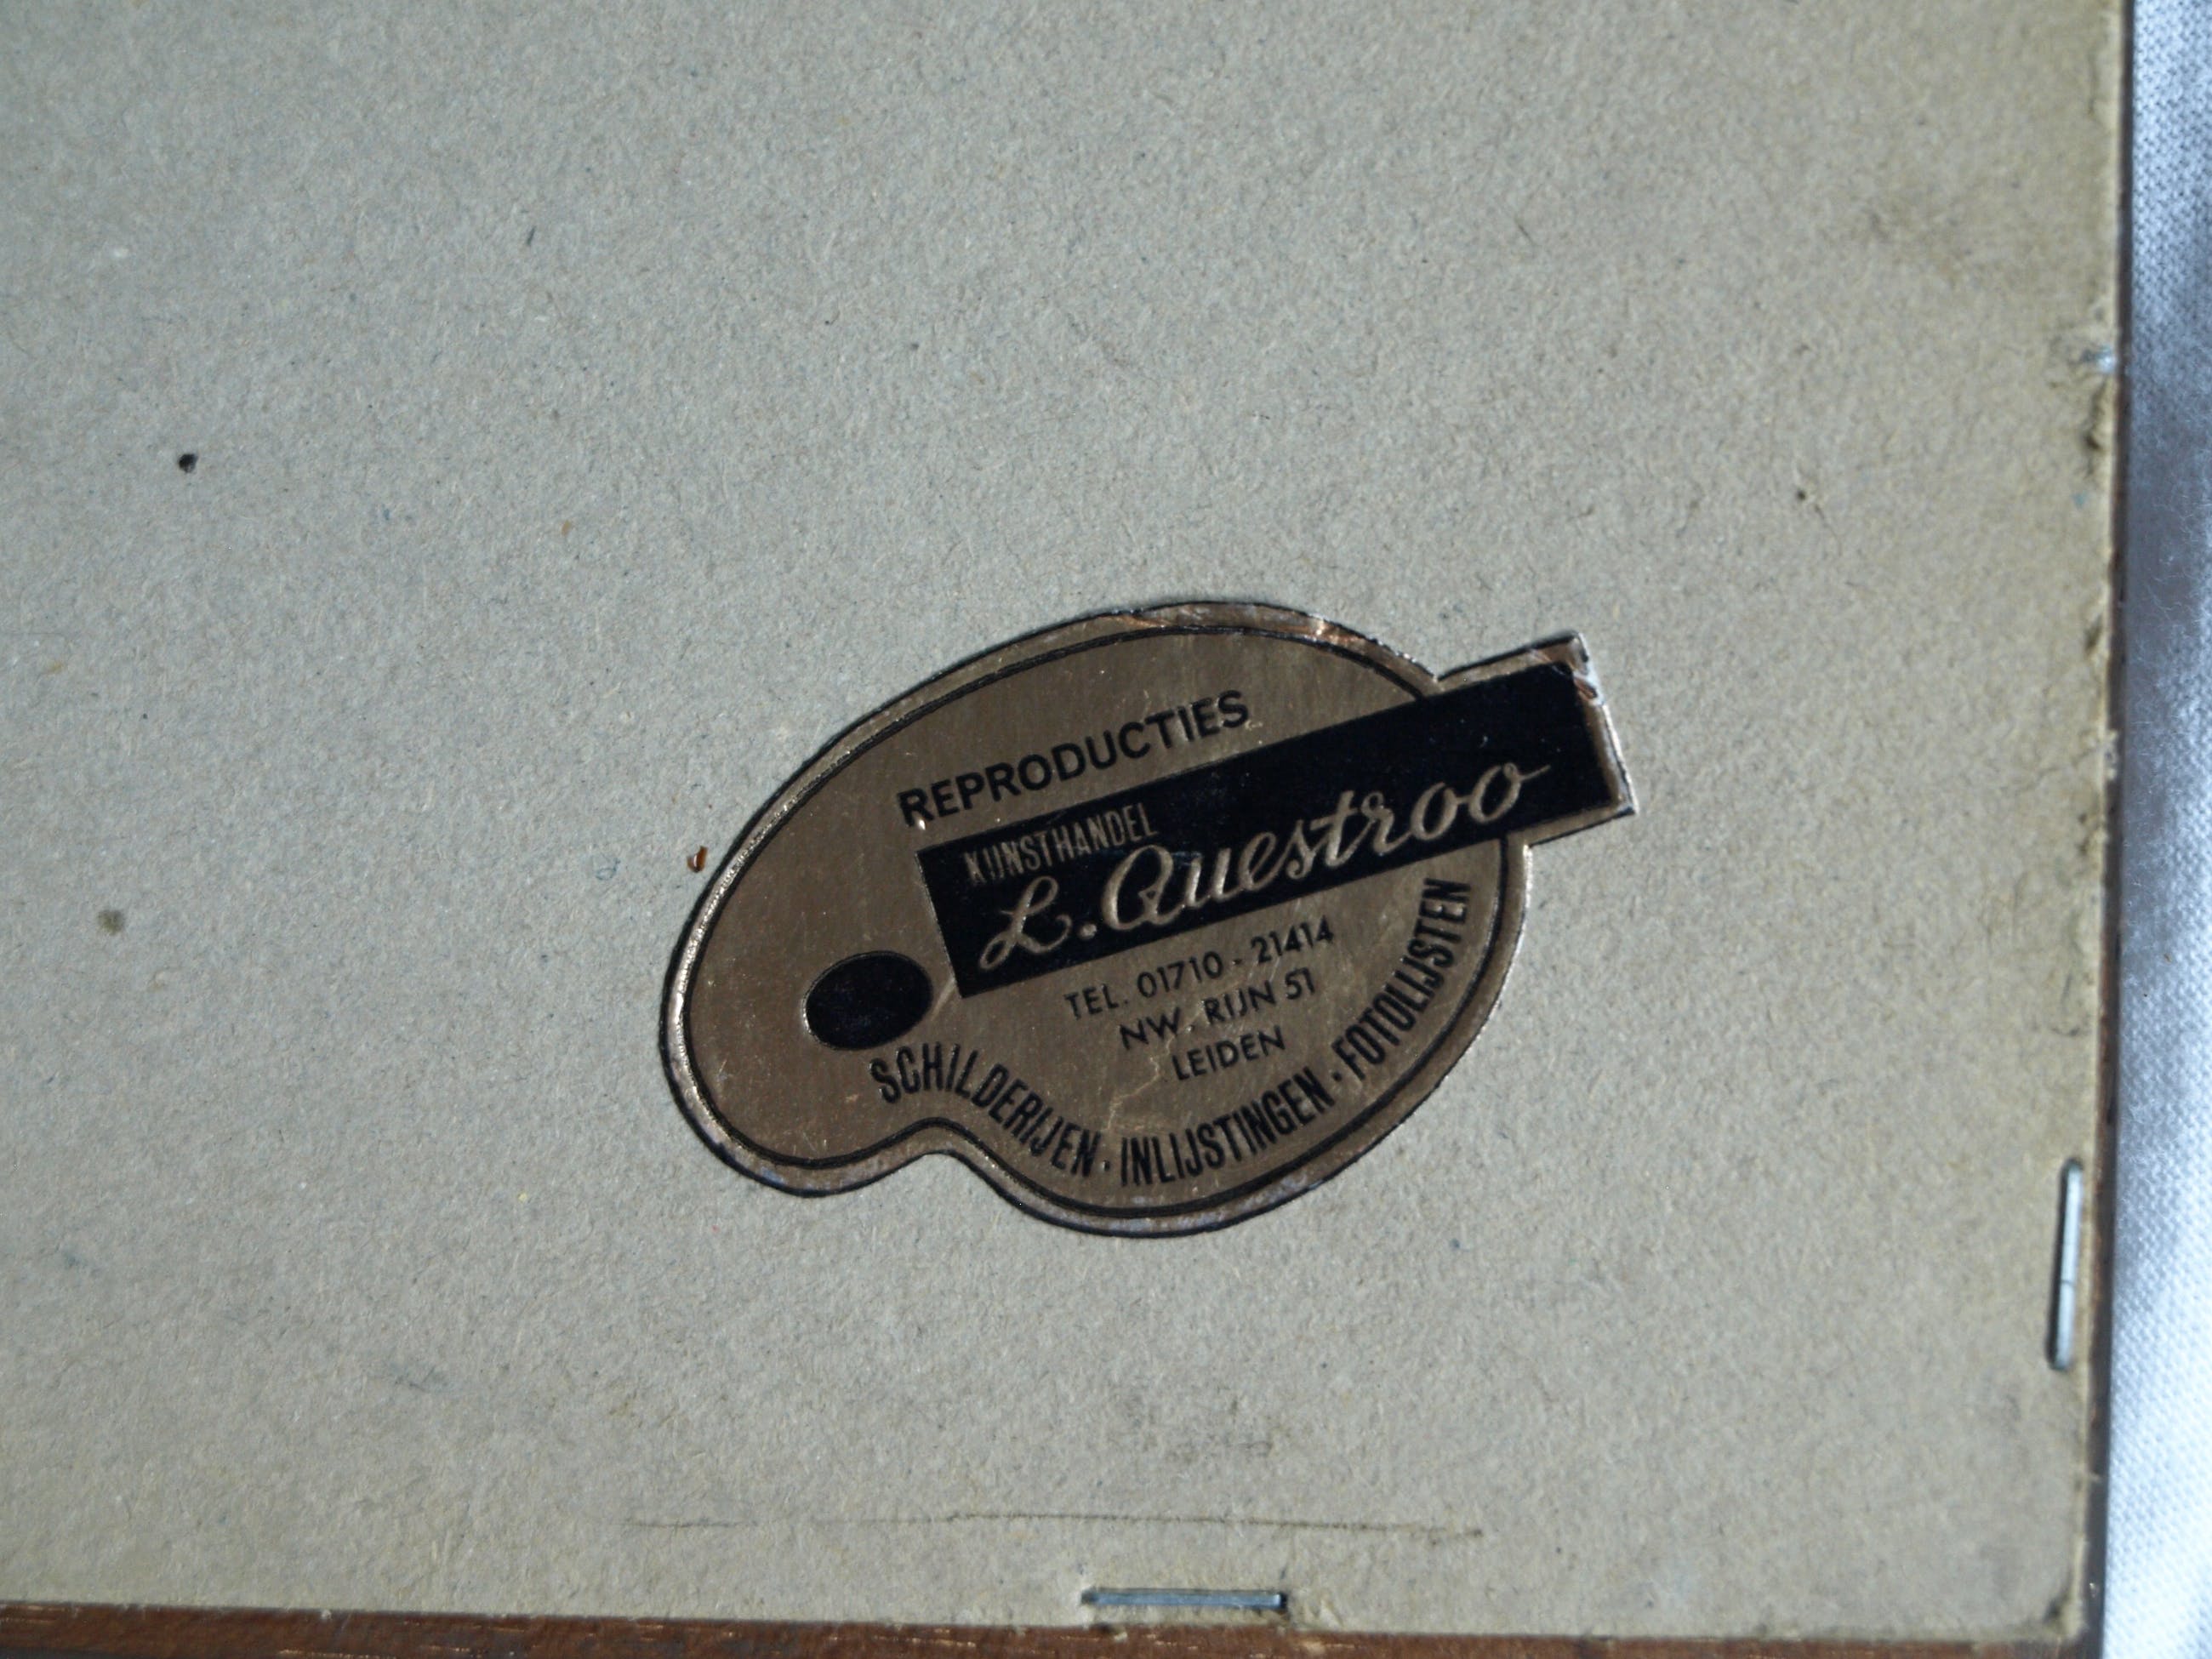 REPRODUCTIES
KUNSTHANDEL
L. Questroo
TEL. 01710 - 21414
NW. RIJN 51
LEIDEN
SCHILDERIJEN · INLIJSTINGEN · FOTOLIJSTEN